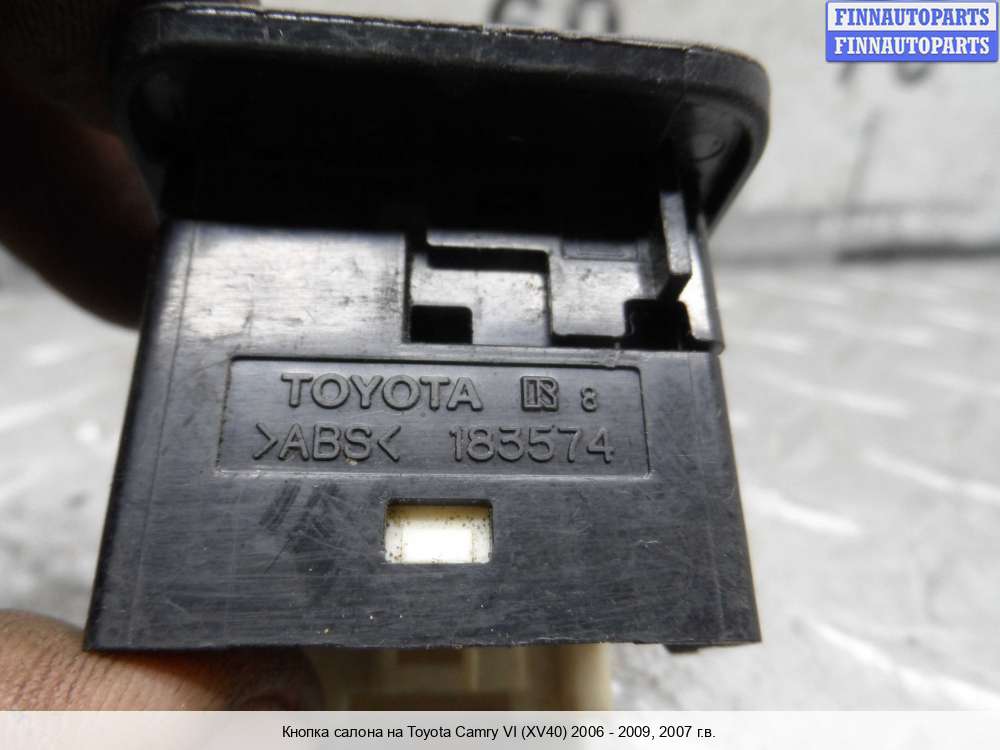 FINNAUTOPARTS
FINNAUTOPARTS
TOYOTA 8
>ABS< 183574
Кнопка салона на Toyota Camry VI (XV40) 2006 - 2009, 2007 г.в.